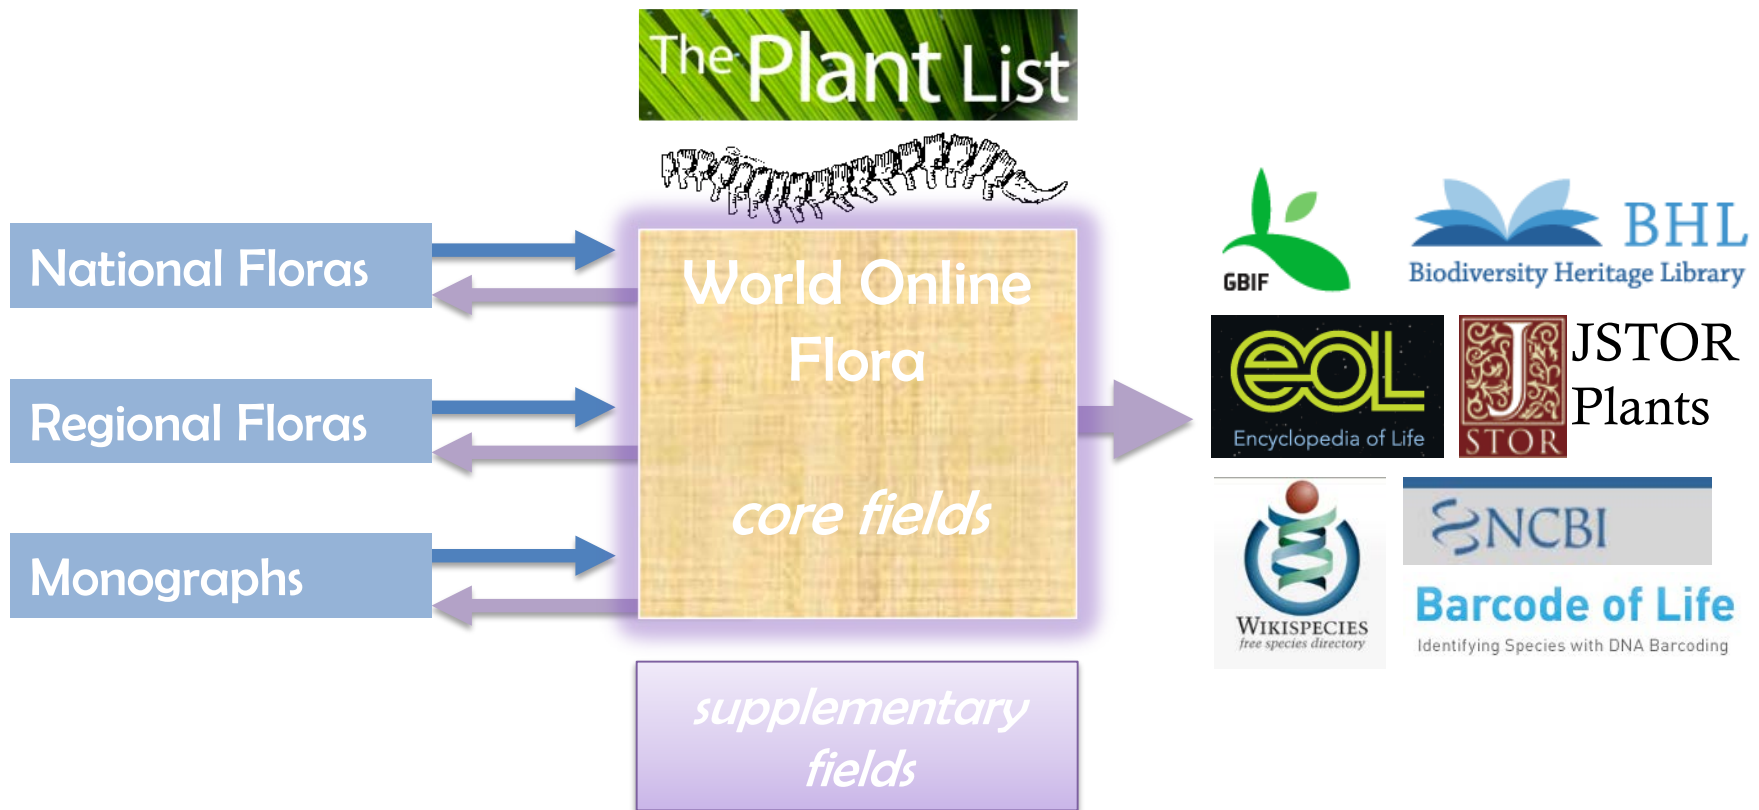 The Plant List
National Floras
Regional Floras
Monographs
World Online
Flora
core fields
supplementary
fields
GBIF
BHL
Biodiversity Heritage Library
eOL
Encyclopedia of Life
J
STOR
JSTOR
Plants
WIKISPECIES
free species directory
NCBI
Barcode of Life
Identifying Species with DNA Barcoding